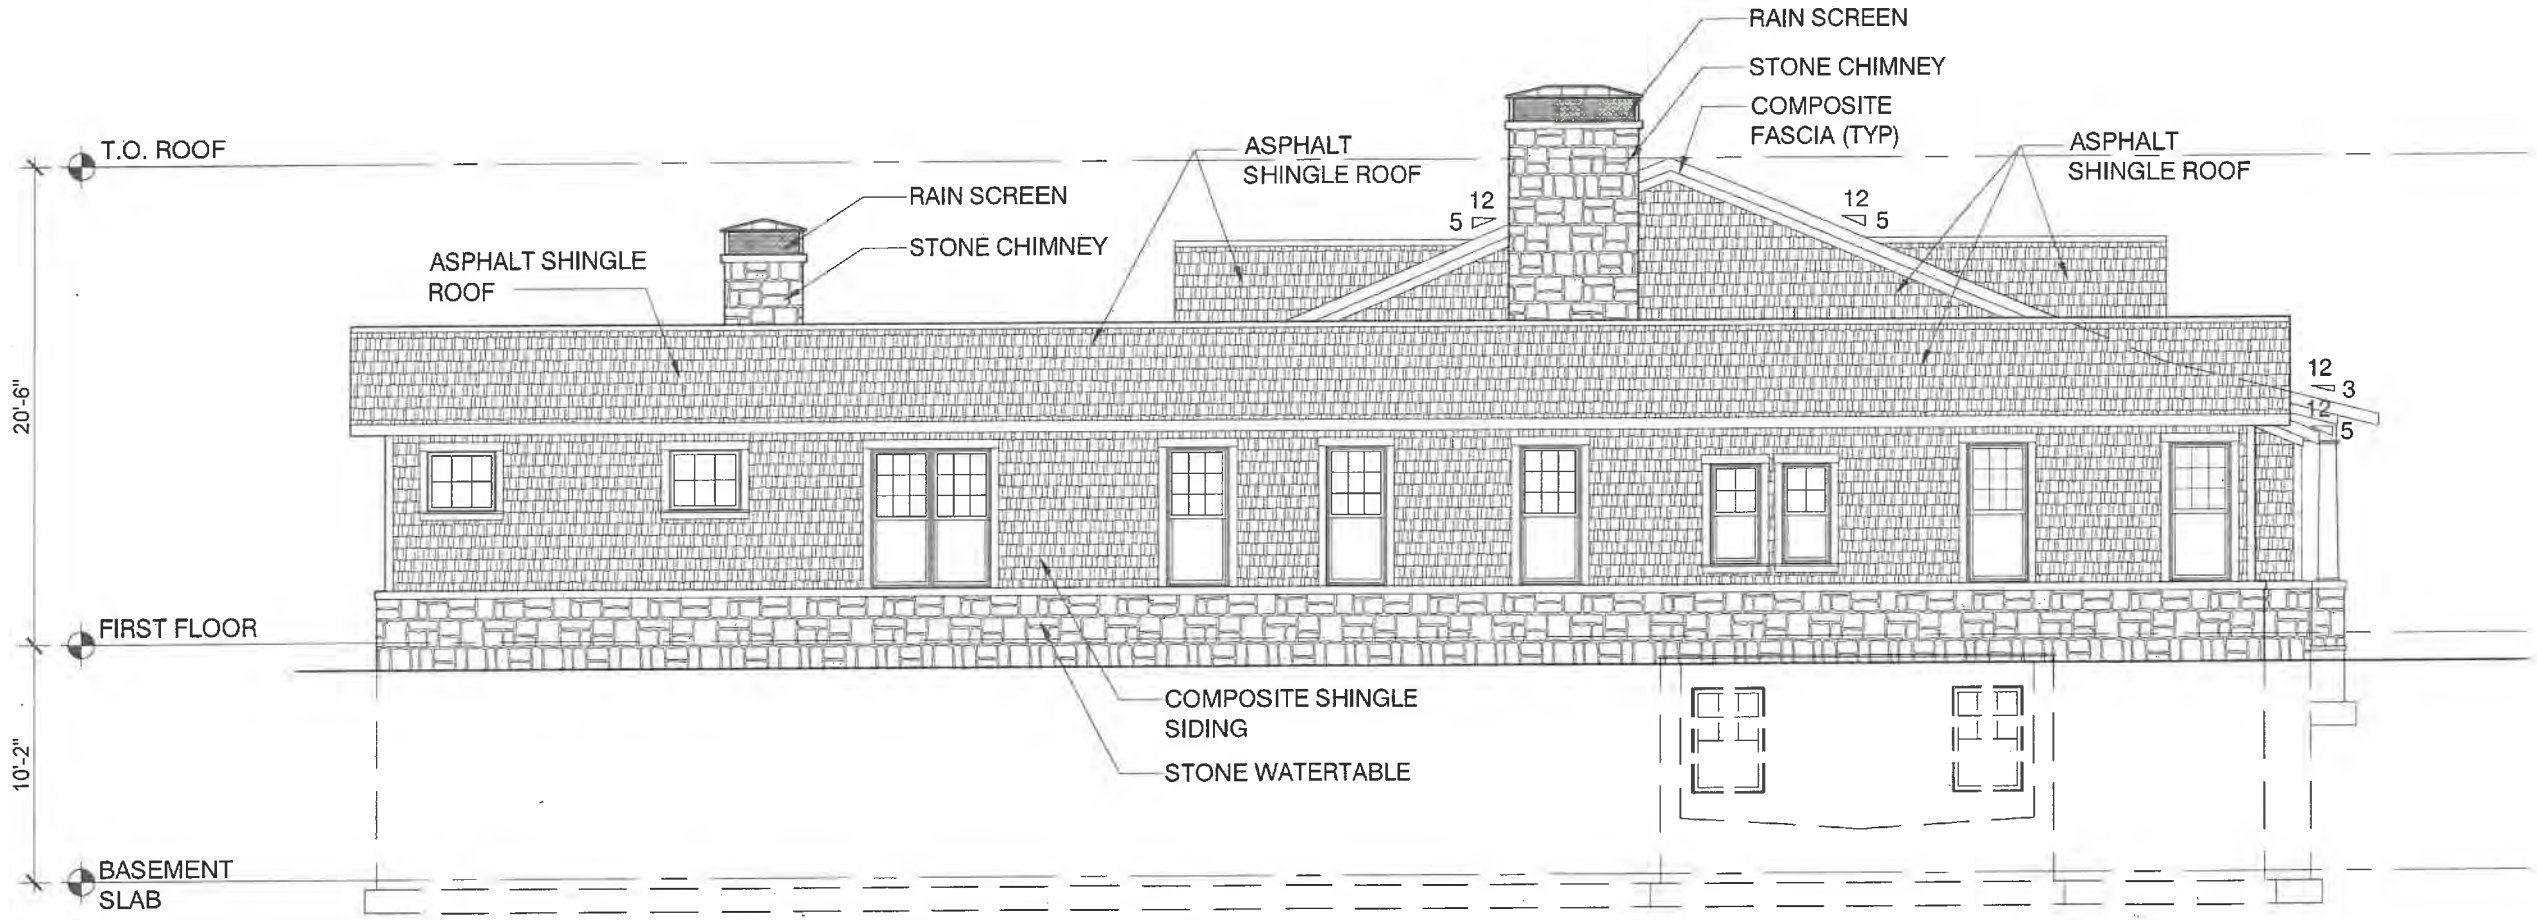 RAIN SCREEN
STONE CHIMNEY
COMPOSITE
FASCIA (TYP)
T.O. ROOF
ASPHALT
SHINGLE ROOF
ASPHALT
SHINGLE ROOF
RAIN SCREEN
12
5
12
5
STONE CHIMNEY
ASPHALT SHINGLE
ROOF
12
3
12
5
20'-6"
FIRST FLOOR
COMPOSITE SHINGLE
SIDING
STONE WATERTABLE
10'-2"
BASEMENT
SLAB